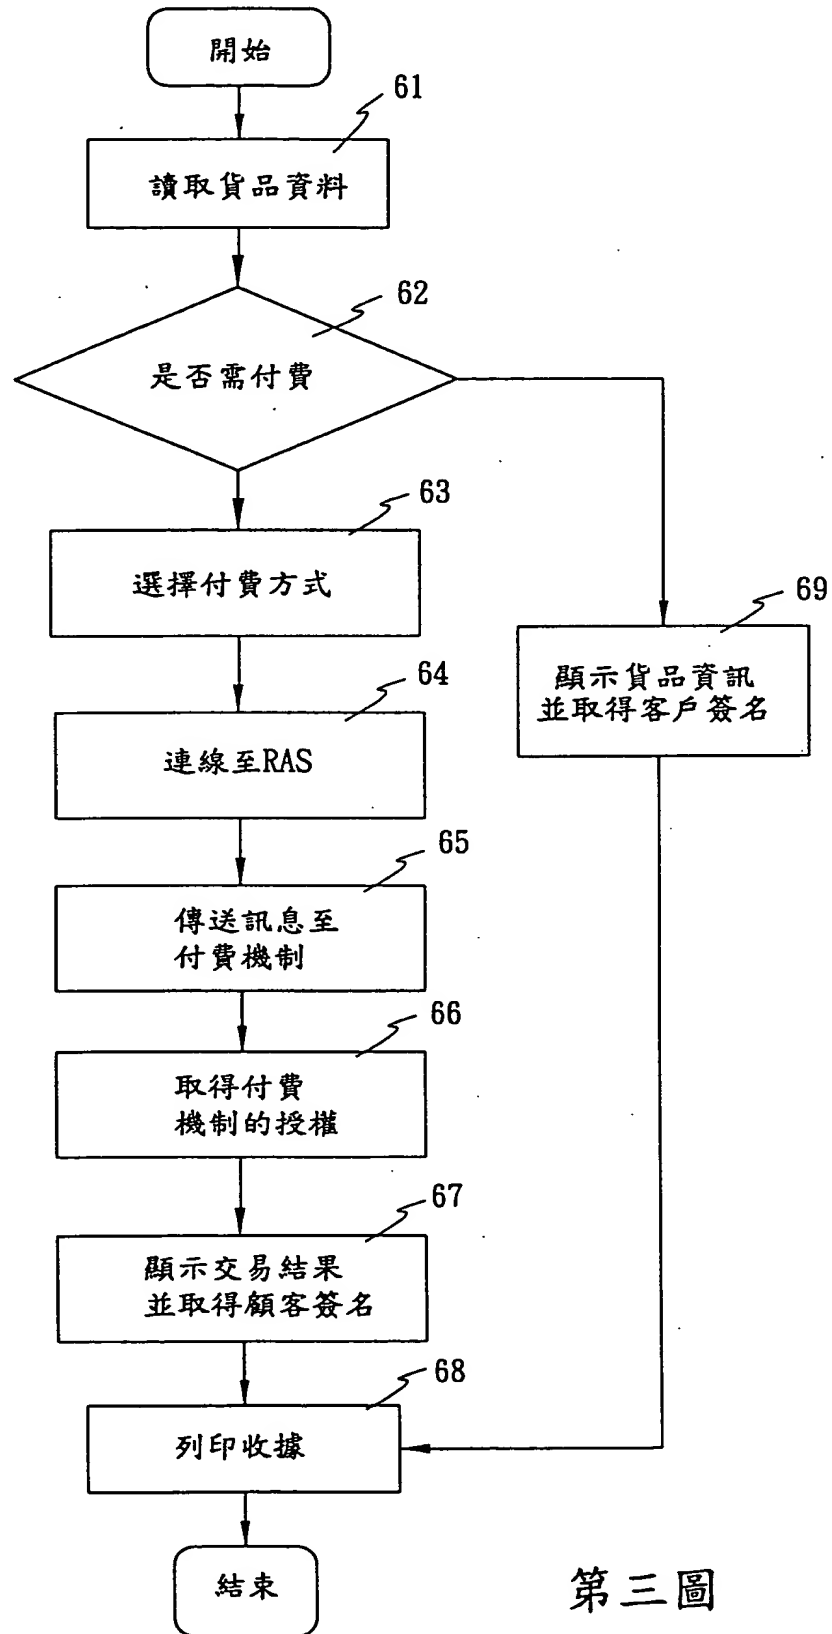 開始
61
讀取貨品資料
62
是否需付費
63
選擇付費方式
69
顯示貨品資訊
並取得客戶簽名
64
連線至RAS
65
傳送訊息至
付費機制
66
取得付費
機制的授權
67
顯示交易結果
並取得顧客簽名
68
列印收據
結束
第三圖